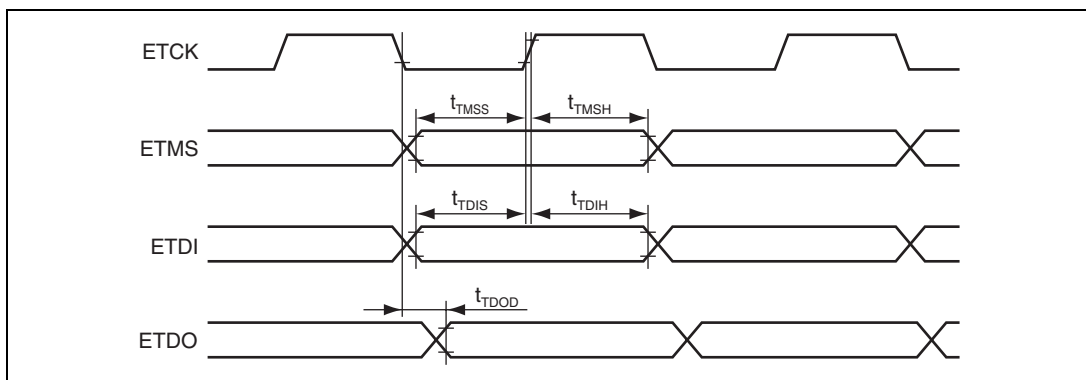 ETCK
tTMSS tTMSH
ETMS
tTDIS tTDIH
ETDI
tTDOD
ETDO